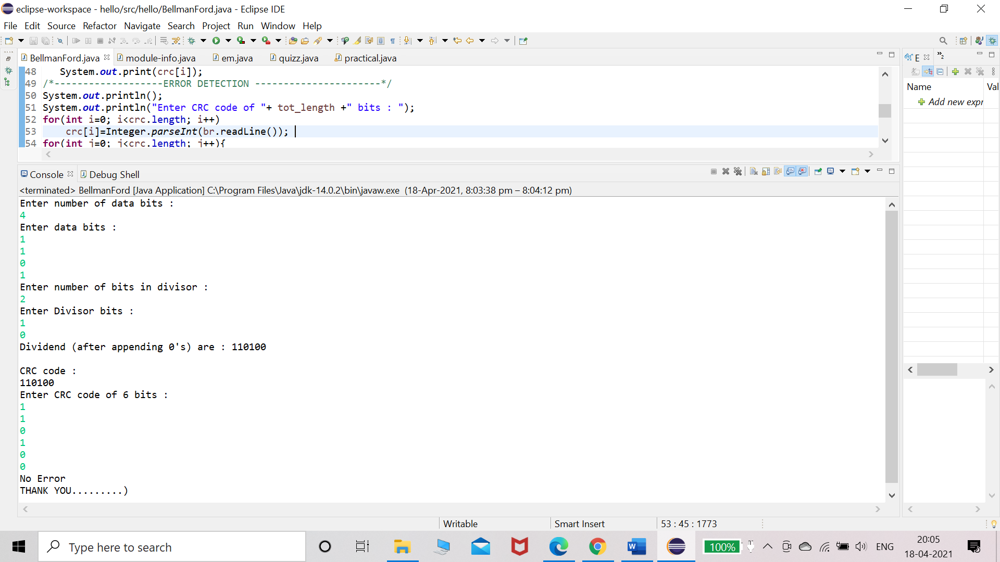 eclipse-workspace - hello/src/hello/BellmanFord.java - Eclipse IDE
File Edit Source Refactor Navigate Search Project Run Window Help
BellmanFord.java module-info.java em.java quizz.java practical.java
48 System.out.print(crc[i]);
49 /*-------------------ERROR DETECTION ----------------------*/
50 System.out.println();
51 System.out.println("Enter CRC code of "+ tot_length +" bits : ");
52 for(int i=0; i<crc.length; i++)
53 crc[i]=Integer.parseInt(br.readLine());
54 for(int j=0; j<crc.length; j++){
E
2
Name Val
Add new expr
Console Debug Shell
<terminated> BellmanFord [Java Application] C:\Program Files\Java\jdk-14.0.2\bin\javaw.exe (18-Apr-2021, 8:03:38 pm – 8:04:12 pm)
Enter number of data bits :
4
Enter data bits :
1
1
0
1
Enter number of bits in divisor :
2
Enter Divisor bits :
1
0
Dividend (after appending 0's) are : 110100
CRC code :
110100
Enter CRC code of 6 bits :
1
1
0
1
0
0
No Error
THANK YOU.........)
Writable Smart Insert 53 : 45 : 1773
Type here to search
100%
ENG
20:05
18-04-2021